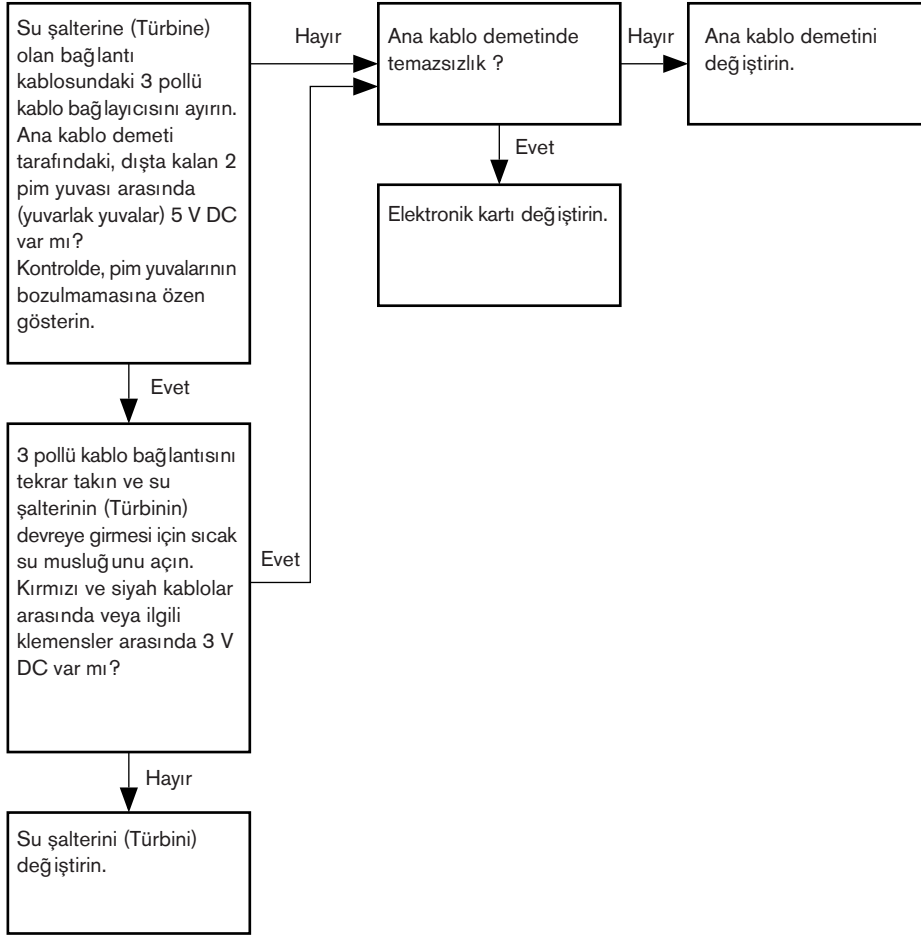 Su şalterine (Türbine)
olan bağlantı
kablosundaki 3 pollü
kablo bağlayıcısını ayırın.
Ana kablo demeti
tarafındaki, dışta kalan 2
pim yuvası arasında
(yuvarlak yuvalar) 5 V DC
var mı?
Kontrolde, pim yuvalarının
bozulmamasına özen
gösterin.
Hayır
Ana kablo demetinde
temazsızlık ?
Hayır
Ana kablo demetini
değiştirin.
Evet
Elektronik kartı değiştirin.
Evet
3 pollü kablo bağlantısını
tekrar takın ve su
şalterinin (Türbinin)
devreye girmesi için sıcak
su musluğunu açın.
Kırmızı ve siyah kablolar
arasında veya ilgili
klemensler arasında 3 V
DC var mı?
Evet
Hayır
Su şalterini (Türbini)
değiştirin.